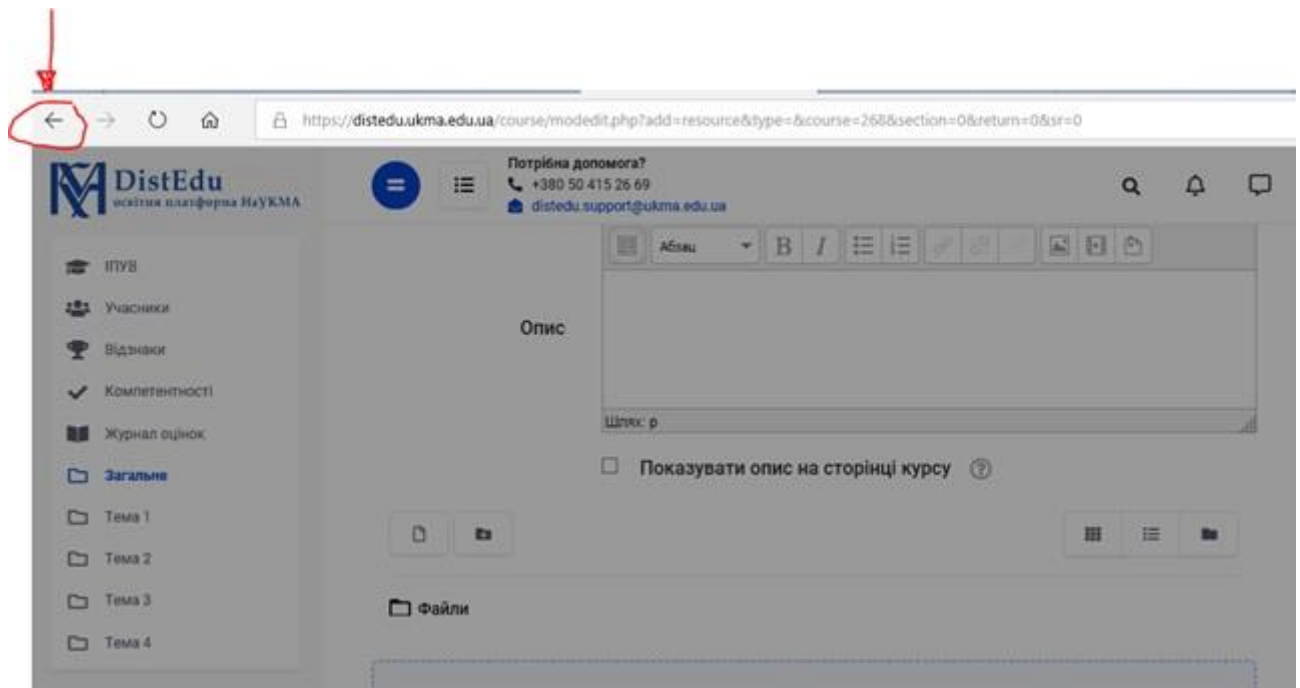 https://distedu.ukma.edu.ua/course/modedit.php?add=resource&type=&course=268&section=0&return=0&sr=0
DistEdu
освітня платформа НаУКМА
Потрібна допомога?
+380 50 415 26 69
distedu.support@ukma.edu.ua
ІПУВ
Учасники
Відзнаки
Компетентності
Журнал оцінок
Загальне
Тема 1
Тема 2
Тема 3
Тема 4
Абзац
B I
Опис
Шлях: p
Показувати опис на сторінці курсу
Файли